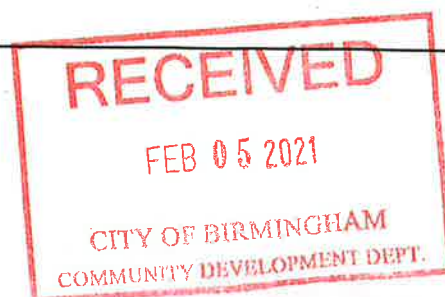 RECEIVED
FEB 05 2021
CITY OF BIRMINGHAM
COMMUNITY DEVELOPMENT DEPT.